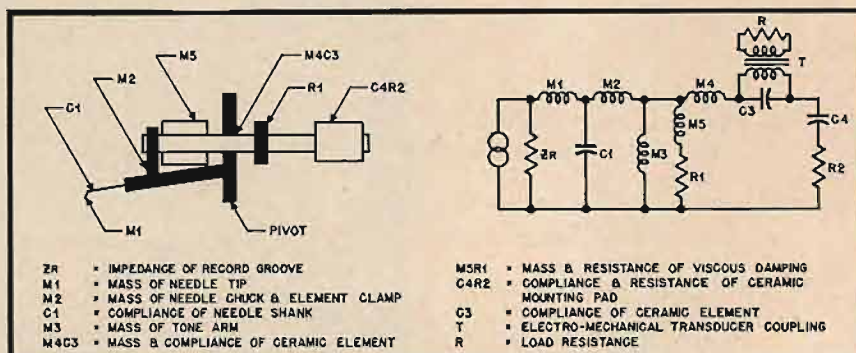 M5
M2
M4C3
R1
C4R2
C1
M1
PIVOT
R
T
M1
M2
M4
C3
C4
M5
ZR
C1
M3
R1
R2
ZR = IMPEDANCE OF RECORD GROOVE
M1 = MASS OF NEEDLE TIP
M2 = MASS OF NEEDLE CHUCK & ELEMENT CLAMP
C1 = COMPLIANCE OF NEEDLE SHANK
M3 = MASS OF TONE ARM
M4C3 = MASS & COMPLIANCE OF CERAMIC ELEMENT
M5R1 = MASS & RESISTANCE OF VISCOUS DAMPING
C4R2 = COMPLIANCE & RESISTANCE OF CERAMIC
MOUNTING PAD
C3 = COMPLIANCE OF CERAMIC ELEMENT
T = ELECTRO-MECHANICAL TRANSDUCER COUPLING
R = LOAD RESISTANCE